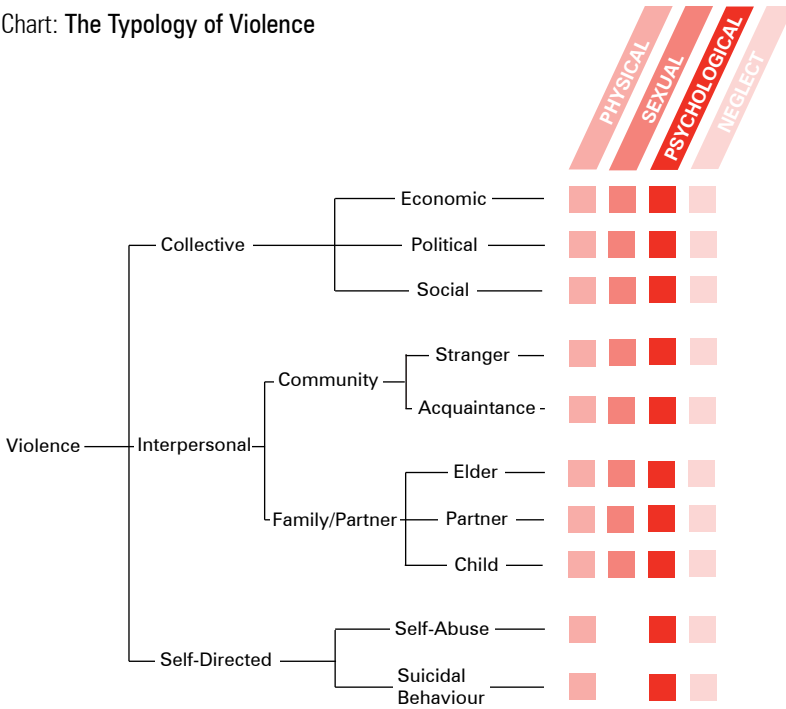 Chart: The Typology of Violence
PHYSICAL
SEXUAL
PSYCHOLOGICAL
NEGLECT
Economic
Collective
Political
Social
Stranger
Community
Acquaintance
Violence
Interpersonal
Elder
Family/Partner
Partner
Child
Self-Abuse
Self-Directed
Suicidal
Behaviour